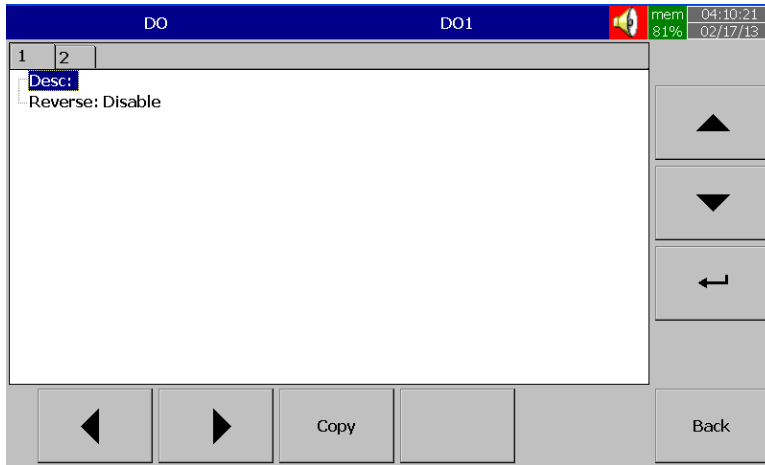 DO DO1 mem 04:10:21
81% 02/17/13
1 2
Desc:
Reverse: Disable
Copy Back